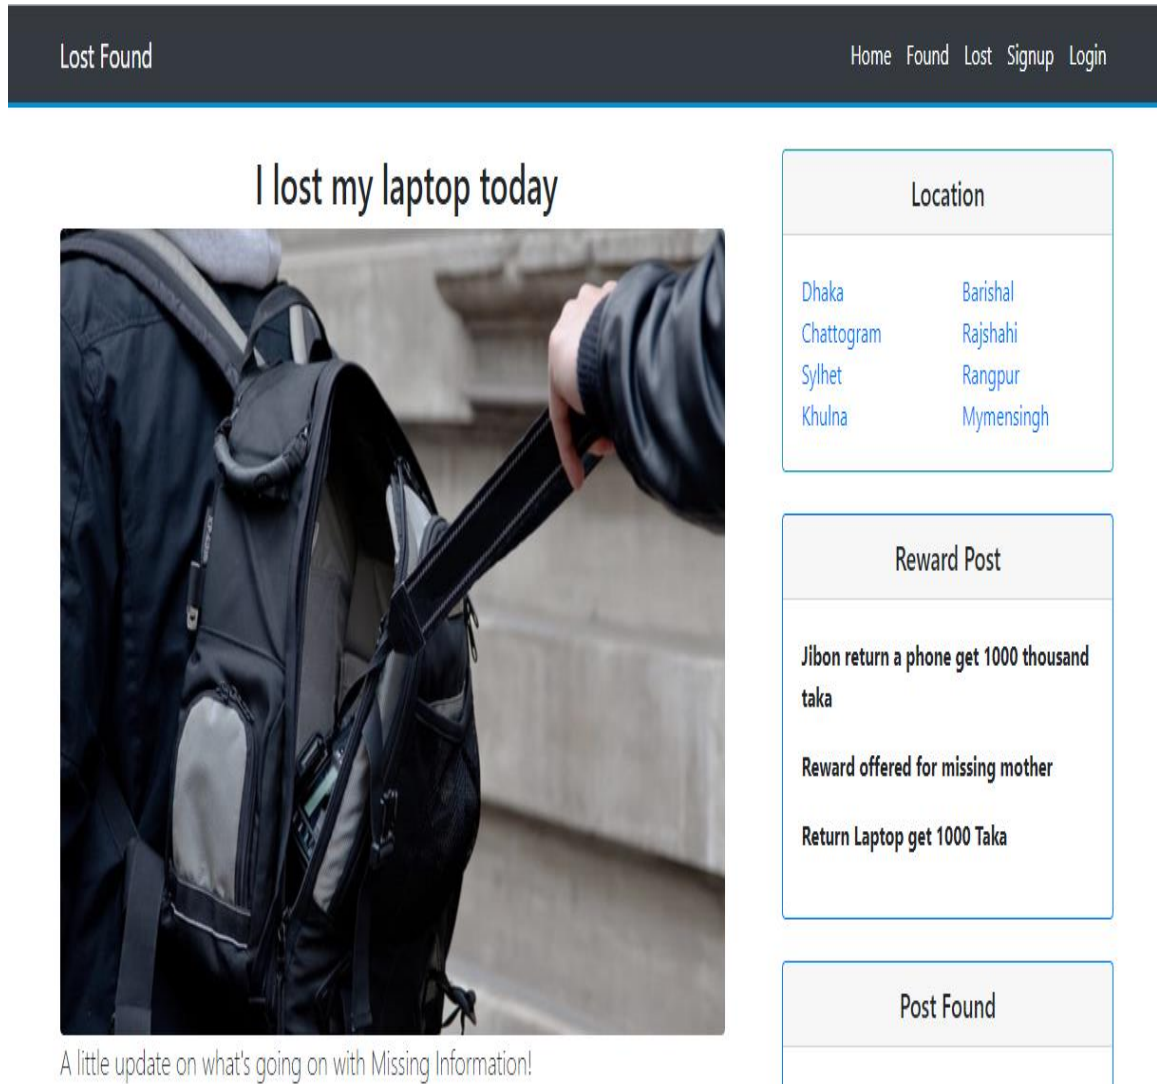 Lost Found
Home Found Lost Signup Login
I lost my laptop today
A little update on what's going on with Missing Information!
Location
Dhaka Barishal
Chattogram Rajshahi
Sylhet Rangpur
Khulna Mymensingh
Reward Post
Jibon return a phone get 1000 thousand
taka
Reward offered for missing mother
Return Laptop get 1000 Taka
Post Found